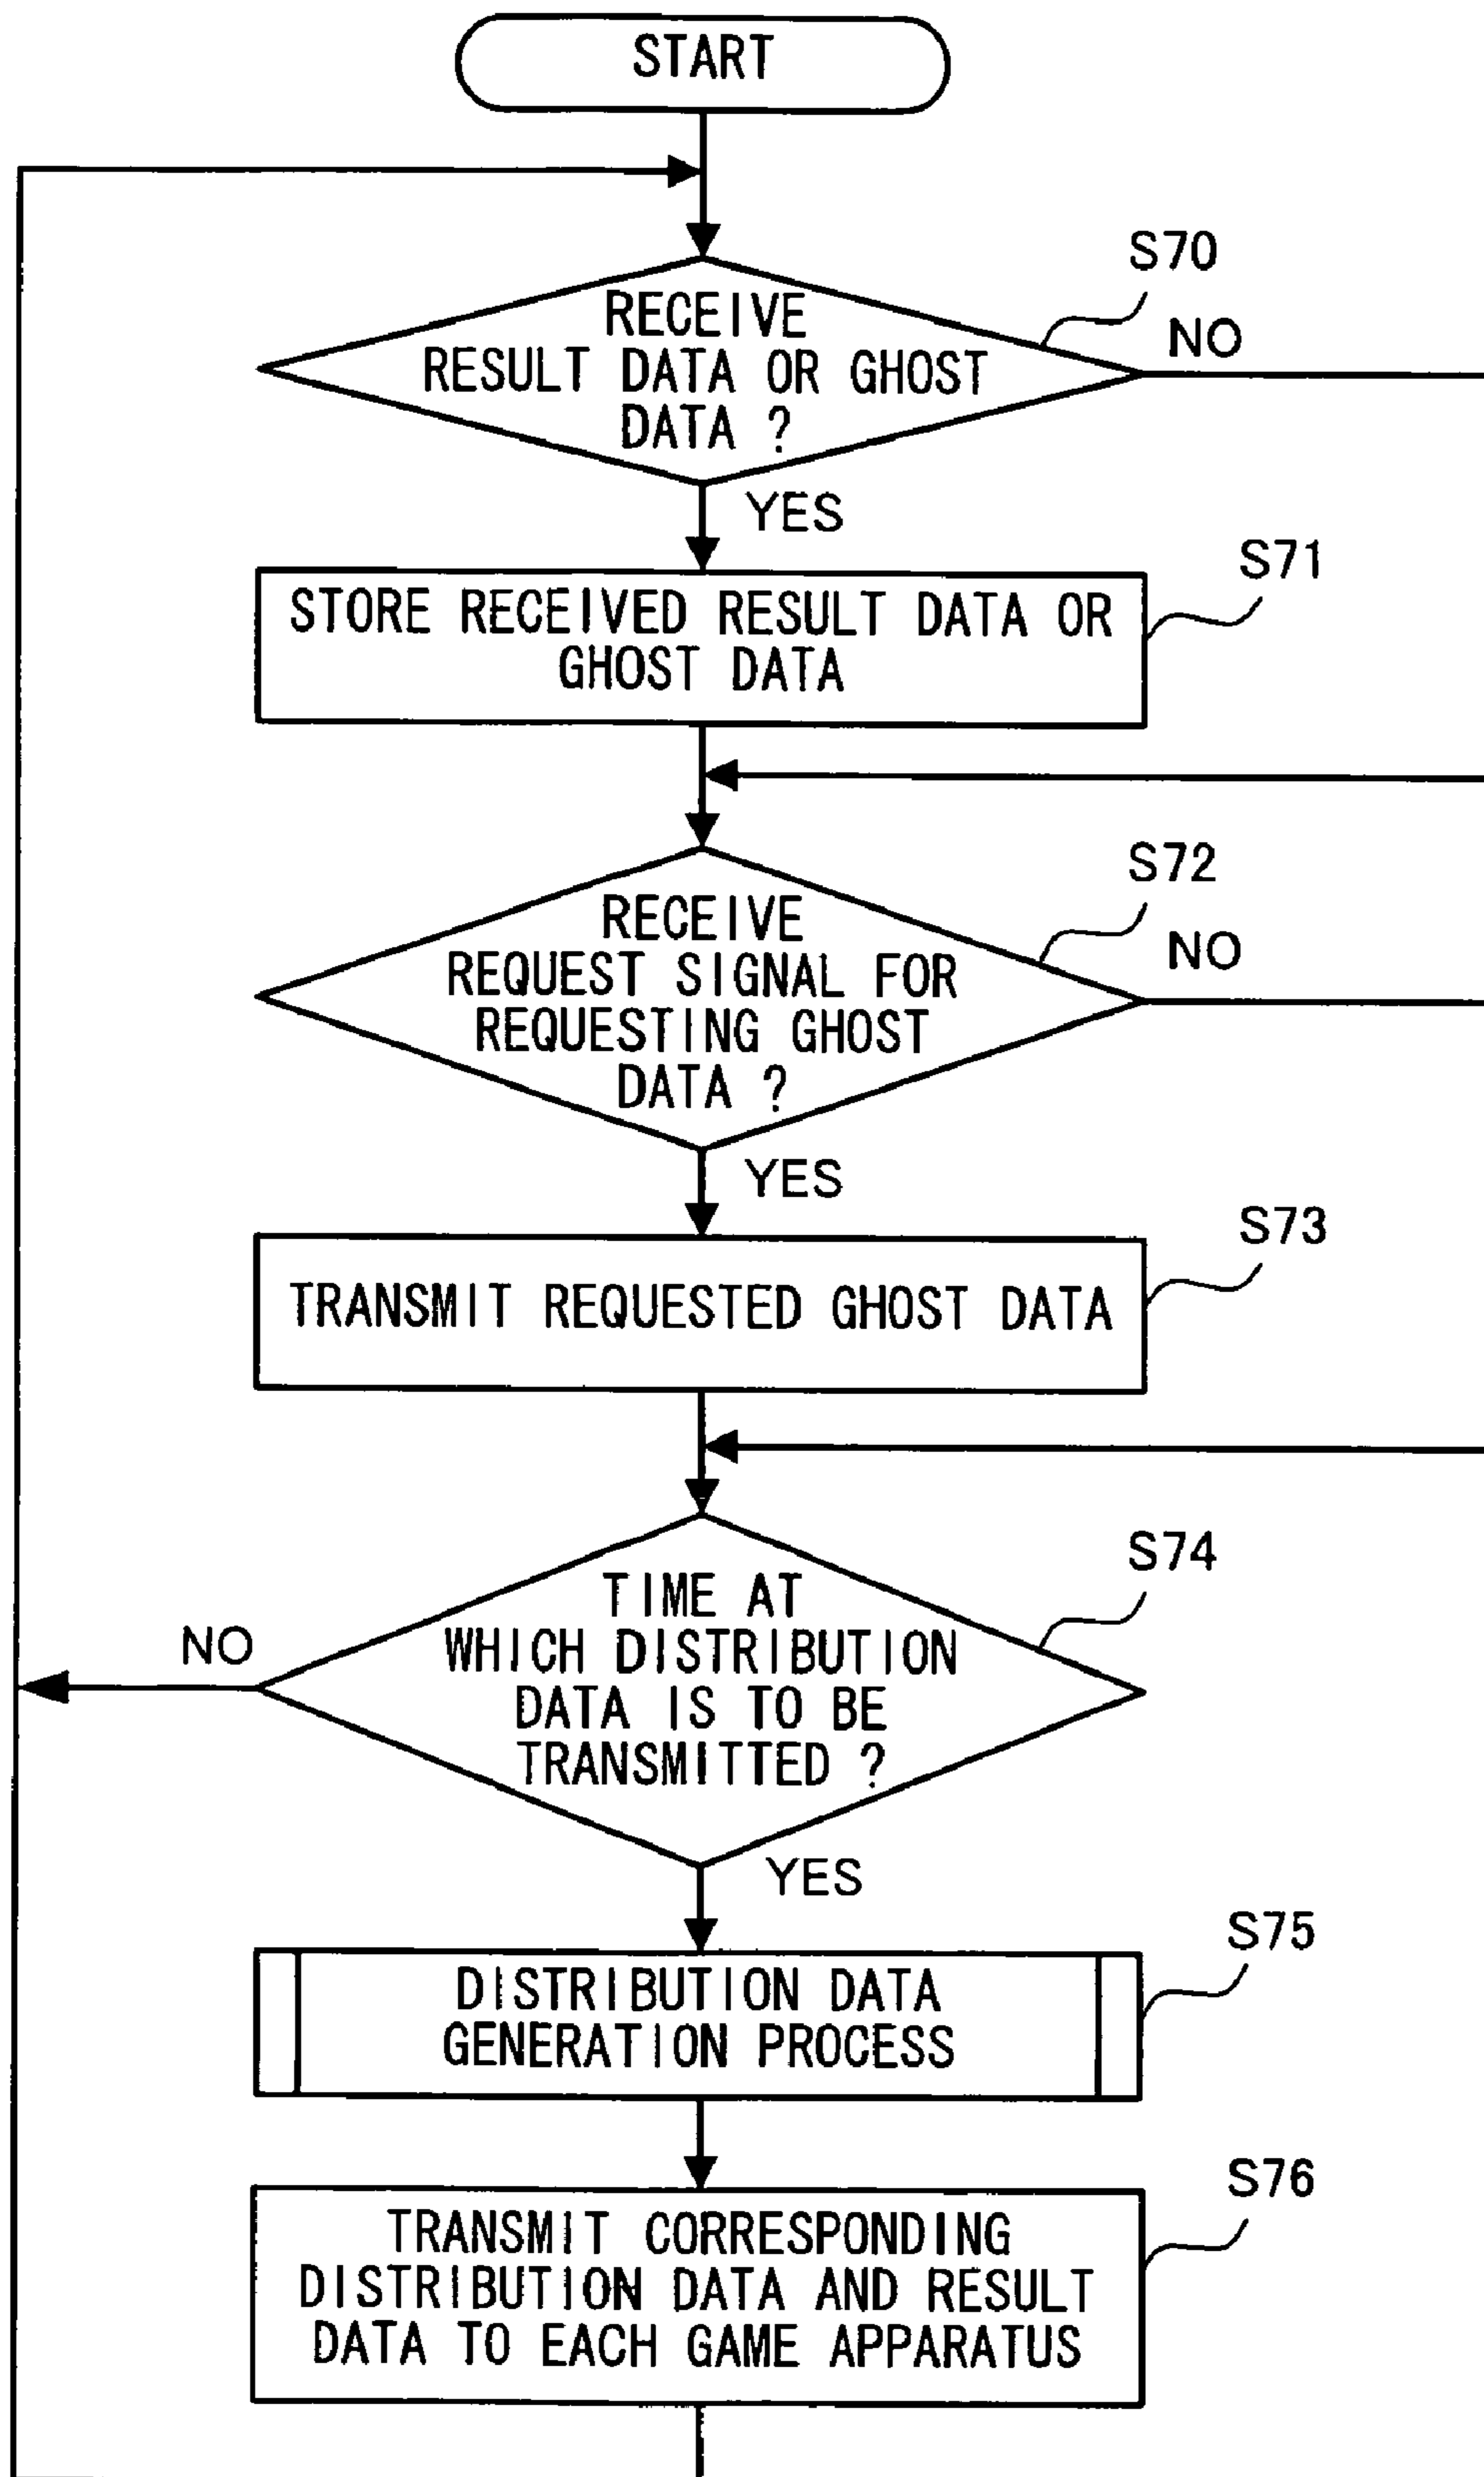 START
S70
RECEIVE
RESULT DATA OR GHOST
DATA ?
NO
YES
S71
STORE RECEIVED RESULT DATA OR
GHOST DATA
S72
RECEIVE
REQUEST SIGNAL FOR
REQUESTING GHOST
DATA ?
NO
YES
S73
TRANSMIT REQUESTED GHOST DATA
S74
TIME AT
WHICH DISTRIBUTION
DATA IS TO BE
TRANSMITTED ?
NO
YES
S75
DISTRIBUTION DATA
GENERATION PROCESS
S76
TRANSMIT CORRESPONDING
DISTRIBUTION DATA AND RESULT
DATA TO EACH GAME APPARATUS